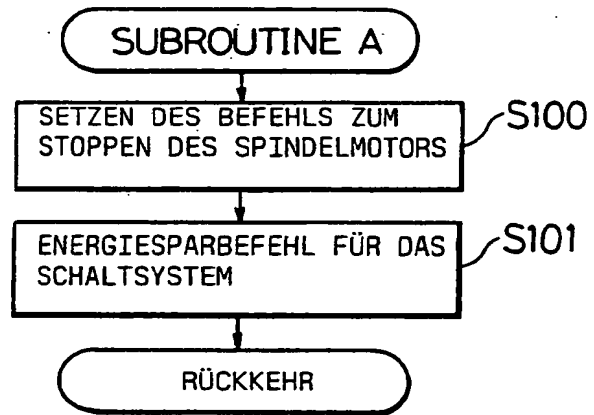 SUBROUTINE A
SETZEN DES BEFEHLS ZUM
STOPPEN DES SPINDELMOTORS
S100
ENERGIESPARBEFEHL FÜR DAS
SCHALTSYSTEM
S101
RÜCKKEHR